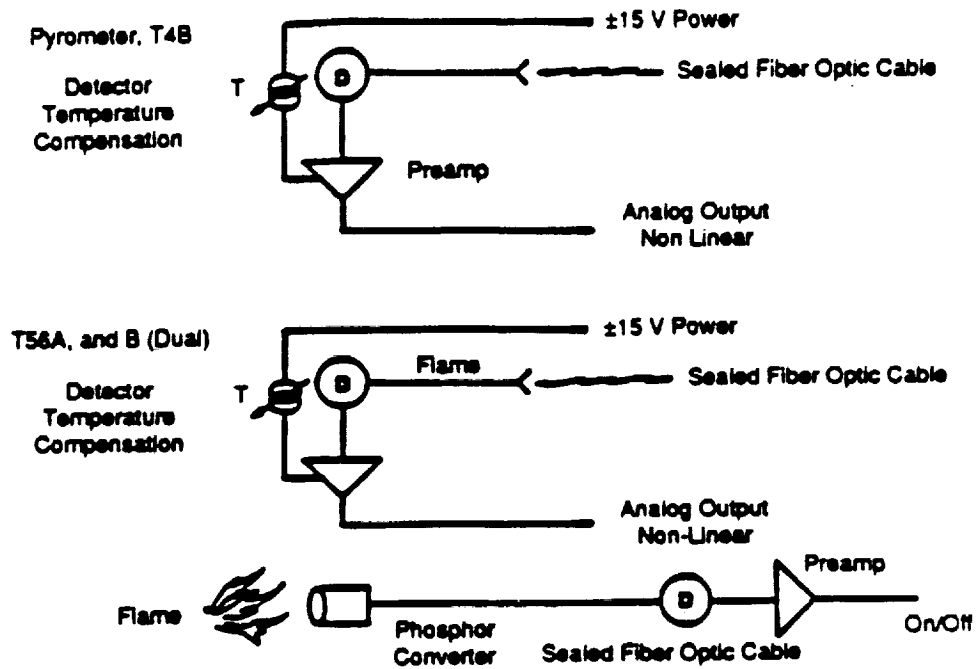 Pyrometer, T4B
±15 V Power
Detector
Temperature
Compensation
T
D
Sealed Fiber Optic Cable
Preamp
Analog Output
Non Linear
T56A, and B (Dual)
±15 V Power
Detector
Temperature
Compensation
T
D
Flame
Sealed Fiber Optic Cable
Analog Output
Non-Linear
Flame
Phosphor
Converter
D
Sealed Fiber Optic Cable
Preamp
On/Off